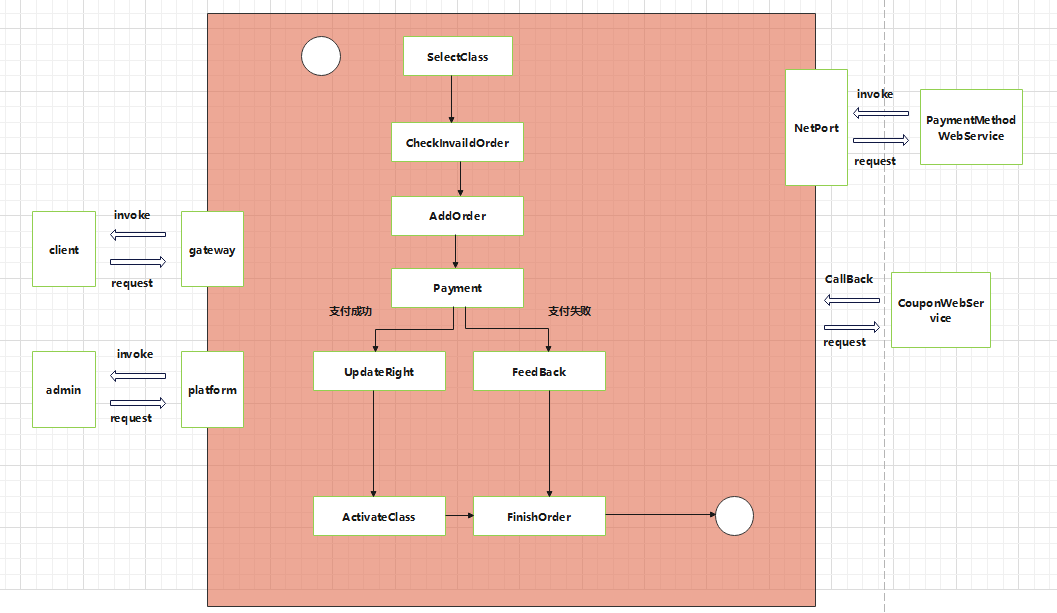 SelectClass
CheckInvaildOrder
AddOrder
Payment
支付成功
支付失败
UpdateRight
FeedBack
ActivateClass
FinishOrder
client
invoke
request
gateway
admin
invoke
request
platform
NetPort
invoke
request
PaymentMethod
WebService
CallBack
request
CouponWebSer
vice